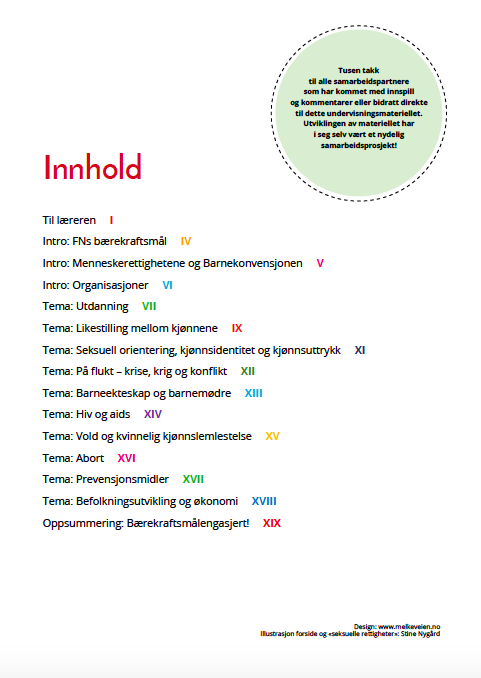 Tusen takk
til alle samarbeidspartnere
som har kommet med innspill
og kommentarer eller bidratt direkte
til dette undervisningsmateriellet.
Utviklingen av materiellet har
i seg selv vært et nydelig
samarbeidsprosjekt!
Innhold
Til læreren I
Intro: FNs bærekraftsmål IV
Intro: Menneskerettighetene og Barnekonvensjonen V
Intro: Organisasjoner VI
Tema: Utdanning VII
Tema: Likestilling mellom kjønnene IX
Tema: Seksuell orientering, kjønnsidentitet og kjønnsuttrykk XI
Tema: På flukt – krise, krig og konflikt XII
Tema: Barneekteskap og barnemødre XIII
Tema: Hiv og aids XIV
Tema: Vold og kvinnelig kjønnslemlestelse XV
Tema: Abort XVI
Tema: Prevensjonsmidler XVII
Tema: Befolkningsutvikling og økonomi XVIII
Oppsummering: Bærekraftsmålengasjert! XIX
Design: www.melkeveien.no
Illustrasjon forside og «seksuelle rettigheter»: Stine Nygård